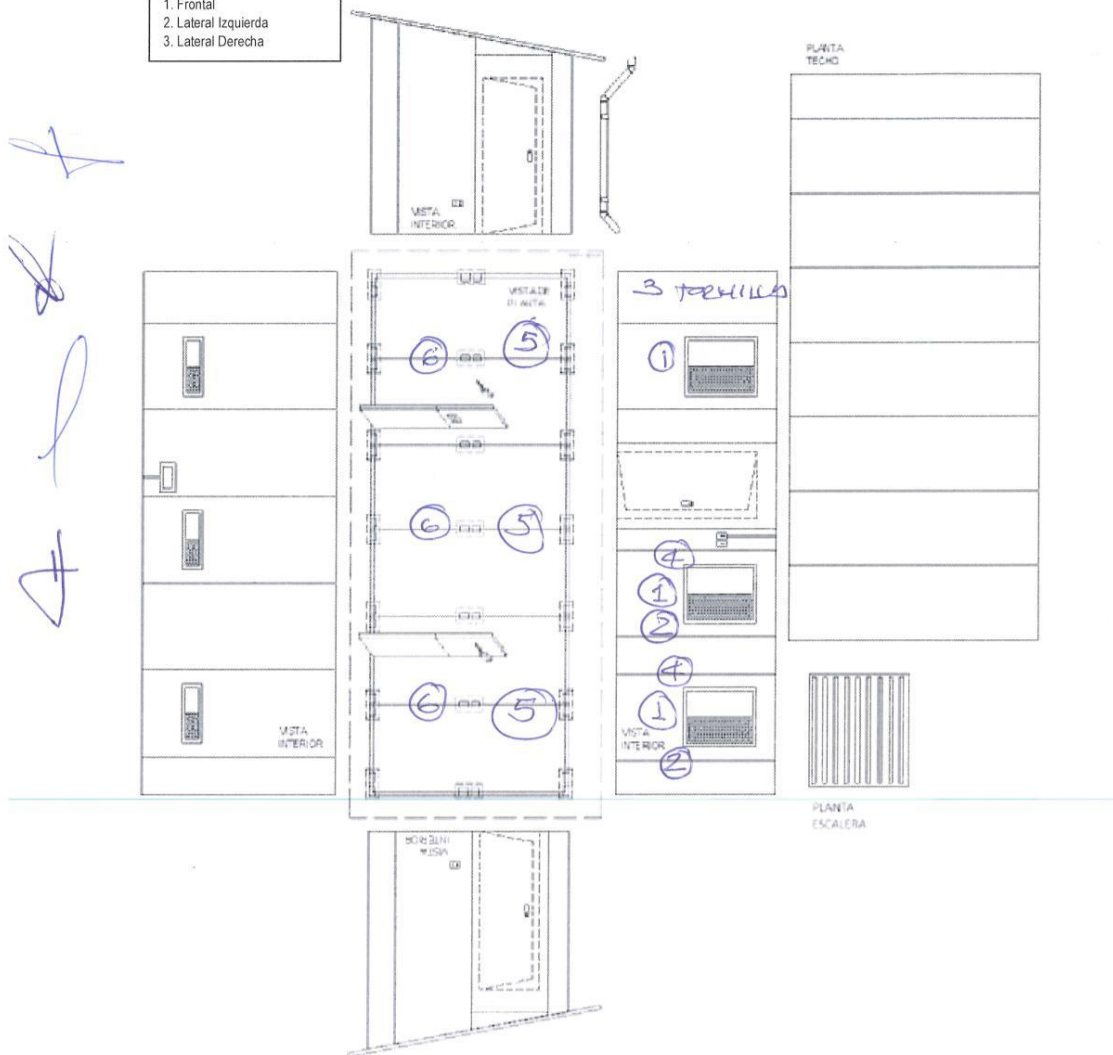 1. Frontal
2. Lateral Izquierda
3. Lateral Derecha
PLANTA
TECHO
VISTA
INTERIOR
VISTA DE
PLANTA
3 TORNILLOS
6
5
1
6
5
4
1
2
4
6
5
1
VISTA
INTERIOR
VISTA
INTERIOR
2
PLANTA
ESCALERA
VISTA
INTERIOR